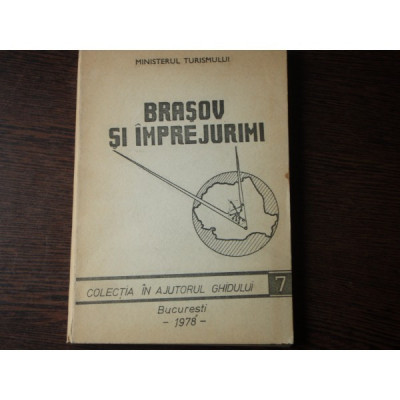 MINISTERUL TURISMULUI
BRAȘOV
ȘI ÎMPREJURIMI
COLECȚIA ÎN AJUTORUL GHIDULUI 7
București
- 1978 -